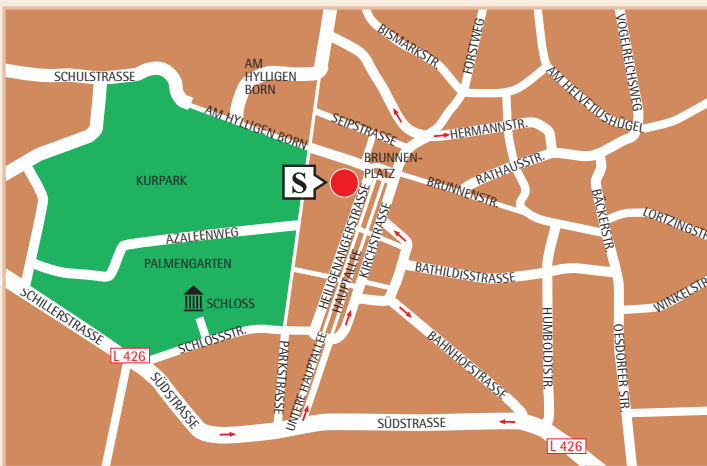 SCHULSTRASSE
AM
HYLLIGEN
BORN
BISMARKSTR.
FORSTWEG
VOGELREICHSWEG
AM HELVETIUSHÜGEL
AM HYLLIGEN BORN
SEIPSTRASSE
HERMANNSTR.
BRUNNEN-
PLATZ
RATHAUSSTR.
BRUNNENSTR.
KURPARK
S
BÄCKERSTR.
LORTZINGSTR
AZALEENWEG
HEILIGENANGERSTRASSE
HAUPTALLEE
KIRCHSTRASSE
PALMENGARTEN
BATHILDISSTRASSE
SCHLOSS
WINKELSTR
SCHILLERSTRASSE
SCHLOSSSTR.
L 426
PARKSTRASSE
UNTERE HAUPTALLEE
BAHNHOFSTRASSE
HUMBOLDTSTR.
OESDORFER STR.
SÜDSTRASSE
SÜDSTRASSE
L 426